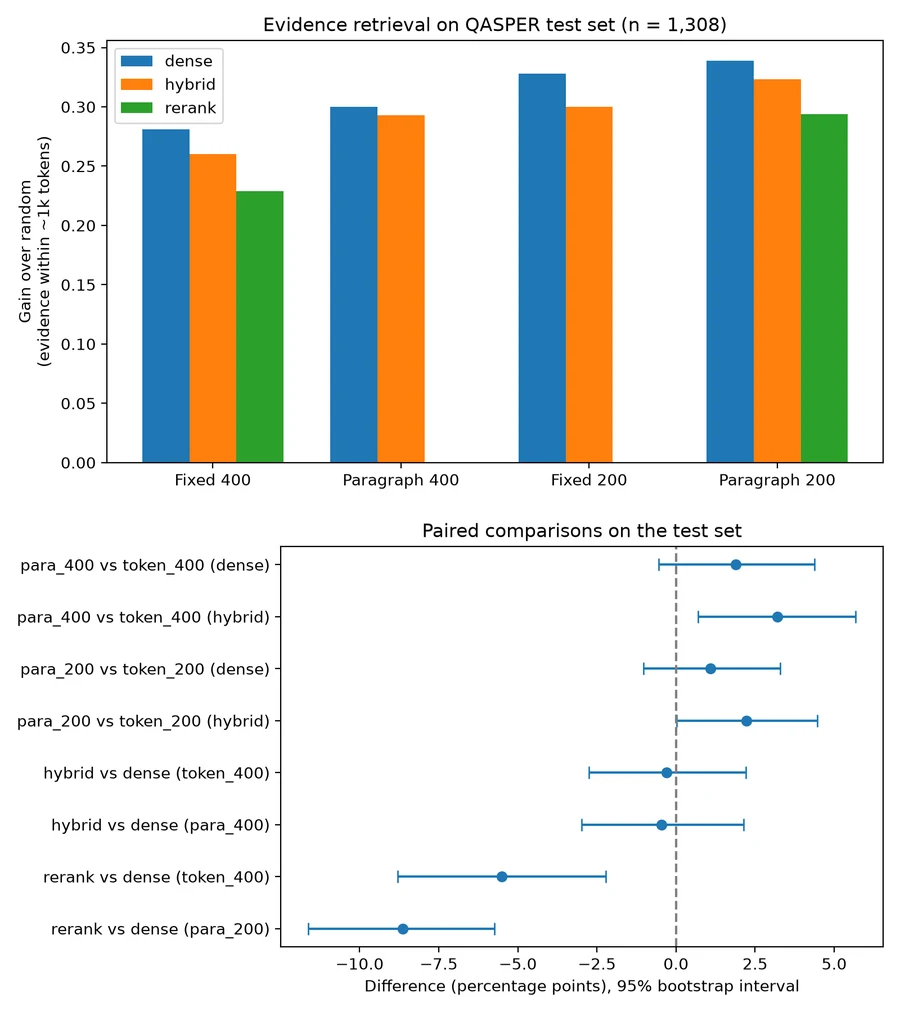 Evidence retrieval on QASPER test set (n = 1,308)
Gain over random
(evidence within ~1k tokens)
0.35
0.30
0.25
0.20
0.15
0.10
0.05
0.00
dense
hybrid
rerank
Fixed 400
Paragraph 400
Fixed 200
Paragraph 200
Paired comparisons on the test set
para_400 vs token_400 (dense)
para_400 vs token_400 (hybrid)
para_200 vs token_200 (dense)
para_200 vs token_200 (hybrid)
hybrid vs dense (token_400)
hybrid vs dense (para_400)
rerank vs dense (token_400)
rerank vs dense (para_200)
−10.0
−7.5
−5.0
−2.5
0.0
2.5
5.0
Difference (percentage points), 95% bootstrap interval